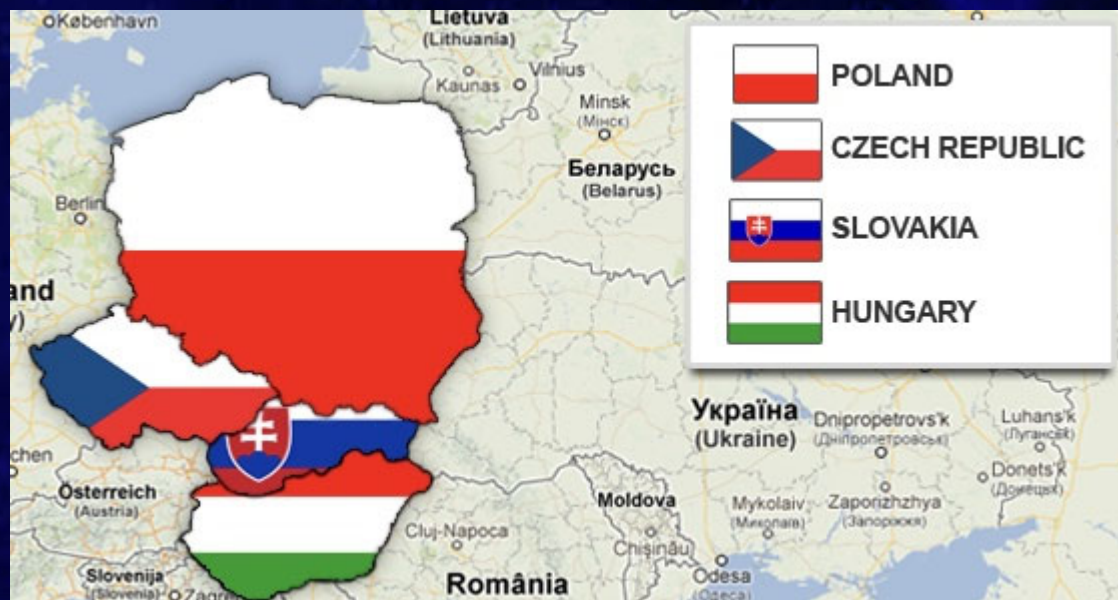 København
Lietuva
(Lithuania)
Kaunas
Vilnius
Minsk
(Мінск)
Беларусь
(Belarus)
Berlin
and
y)
POLAND
CZECH REPUBLIC
SLOVAKIA
HUNGARY
Україна
(Ukraine)
Dnipropetrovs'k
(Дніпропетровськ)
Luhans'k
(Луганськ)
Donets'k
(Донецьк)
chen
Österreich
(Austria)
Moldova
Mykolaiv
(Миколаїв)
Zaporizhzhya
(Запоріжжя)
Cluj-Napoca
Chișinău
Odesa
(Одеса)
Slovenija
(Slovenia)
Zagre
România